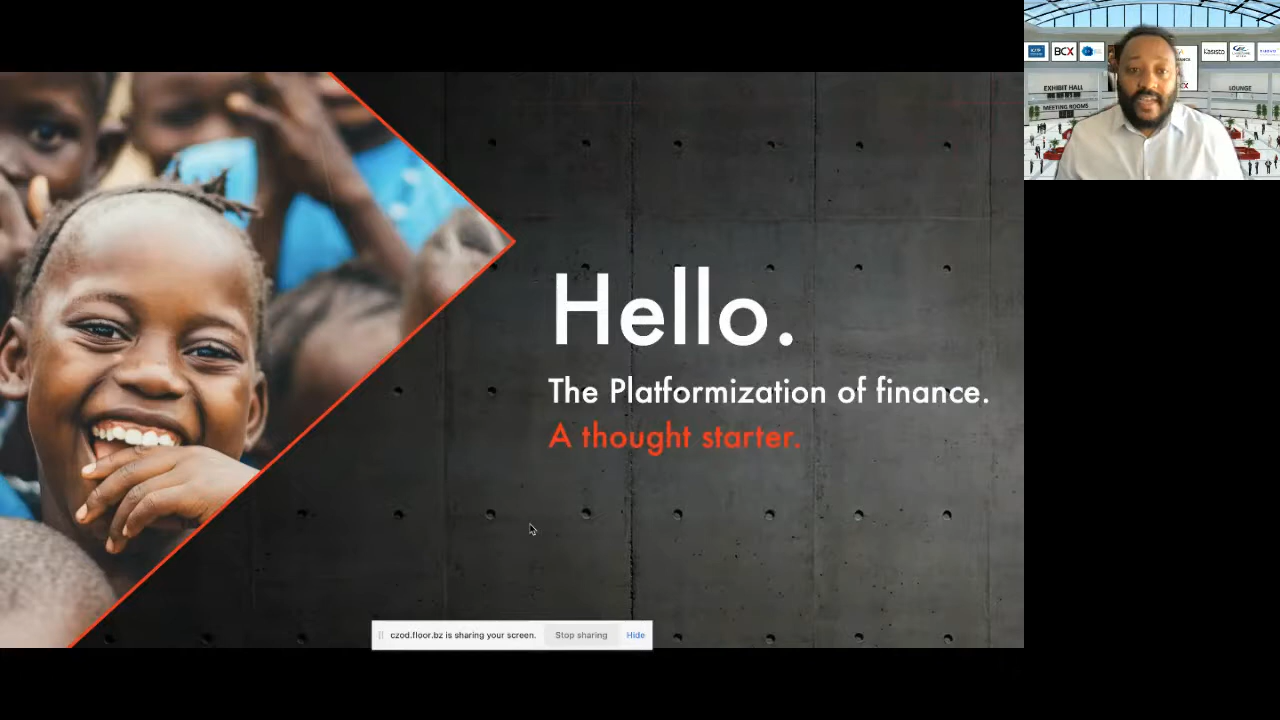 Hello.
The Platformization of finance.
A thought starter.
czod.floor.bz is sharing your screen. Stop sharing Hide
BCX
Kasisto
EXHIBIT HALL
LOUNGE
MEETING ROOMS